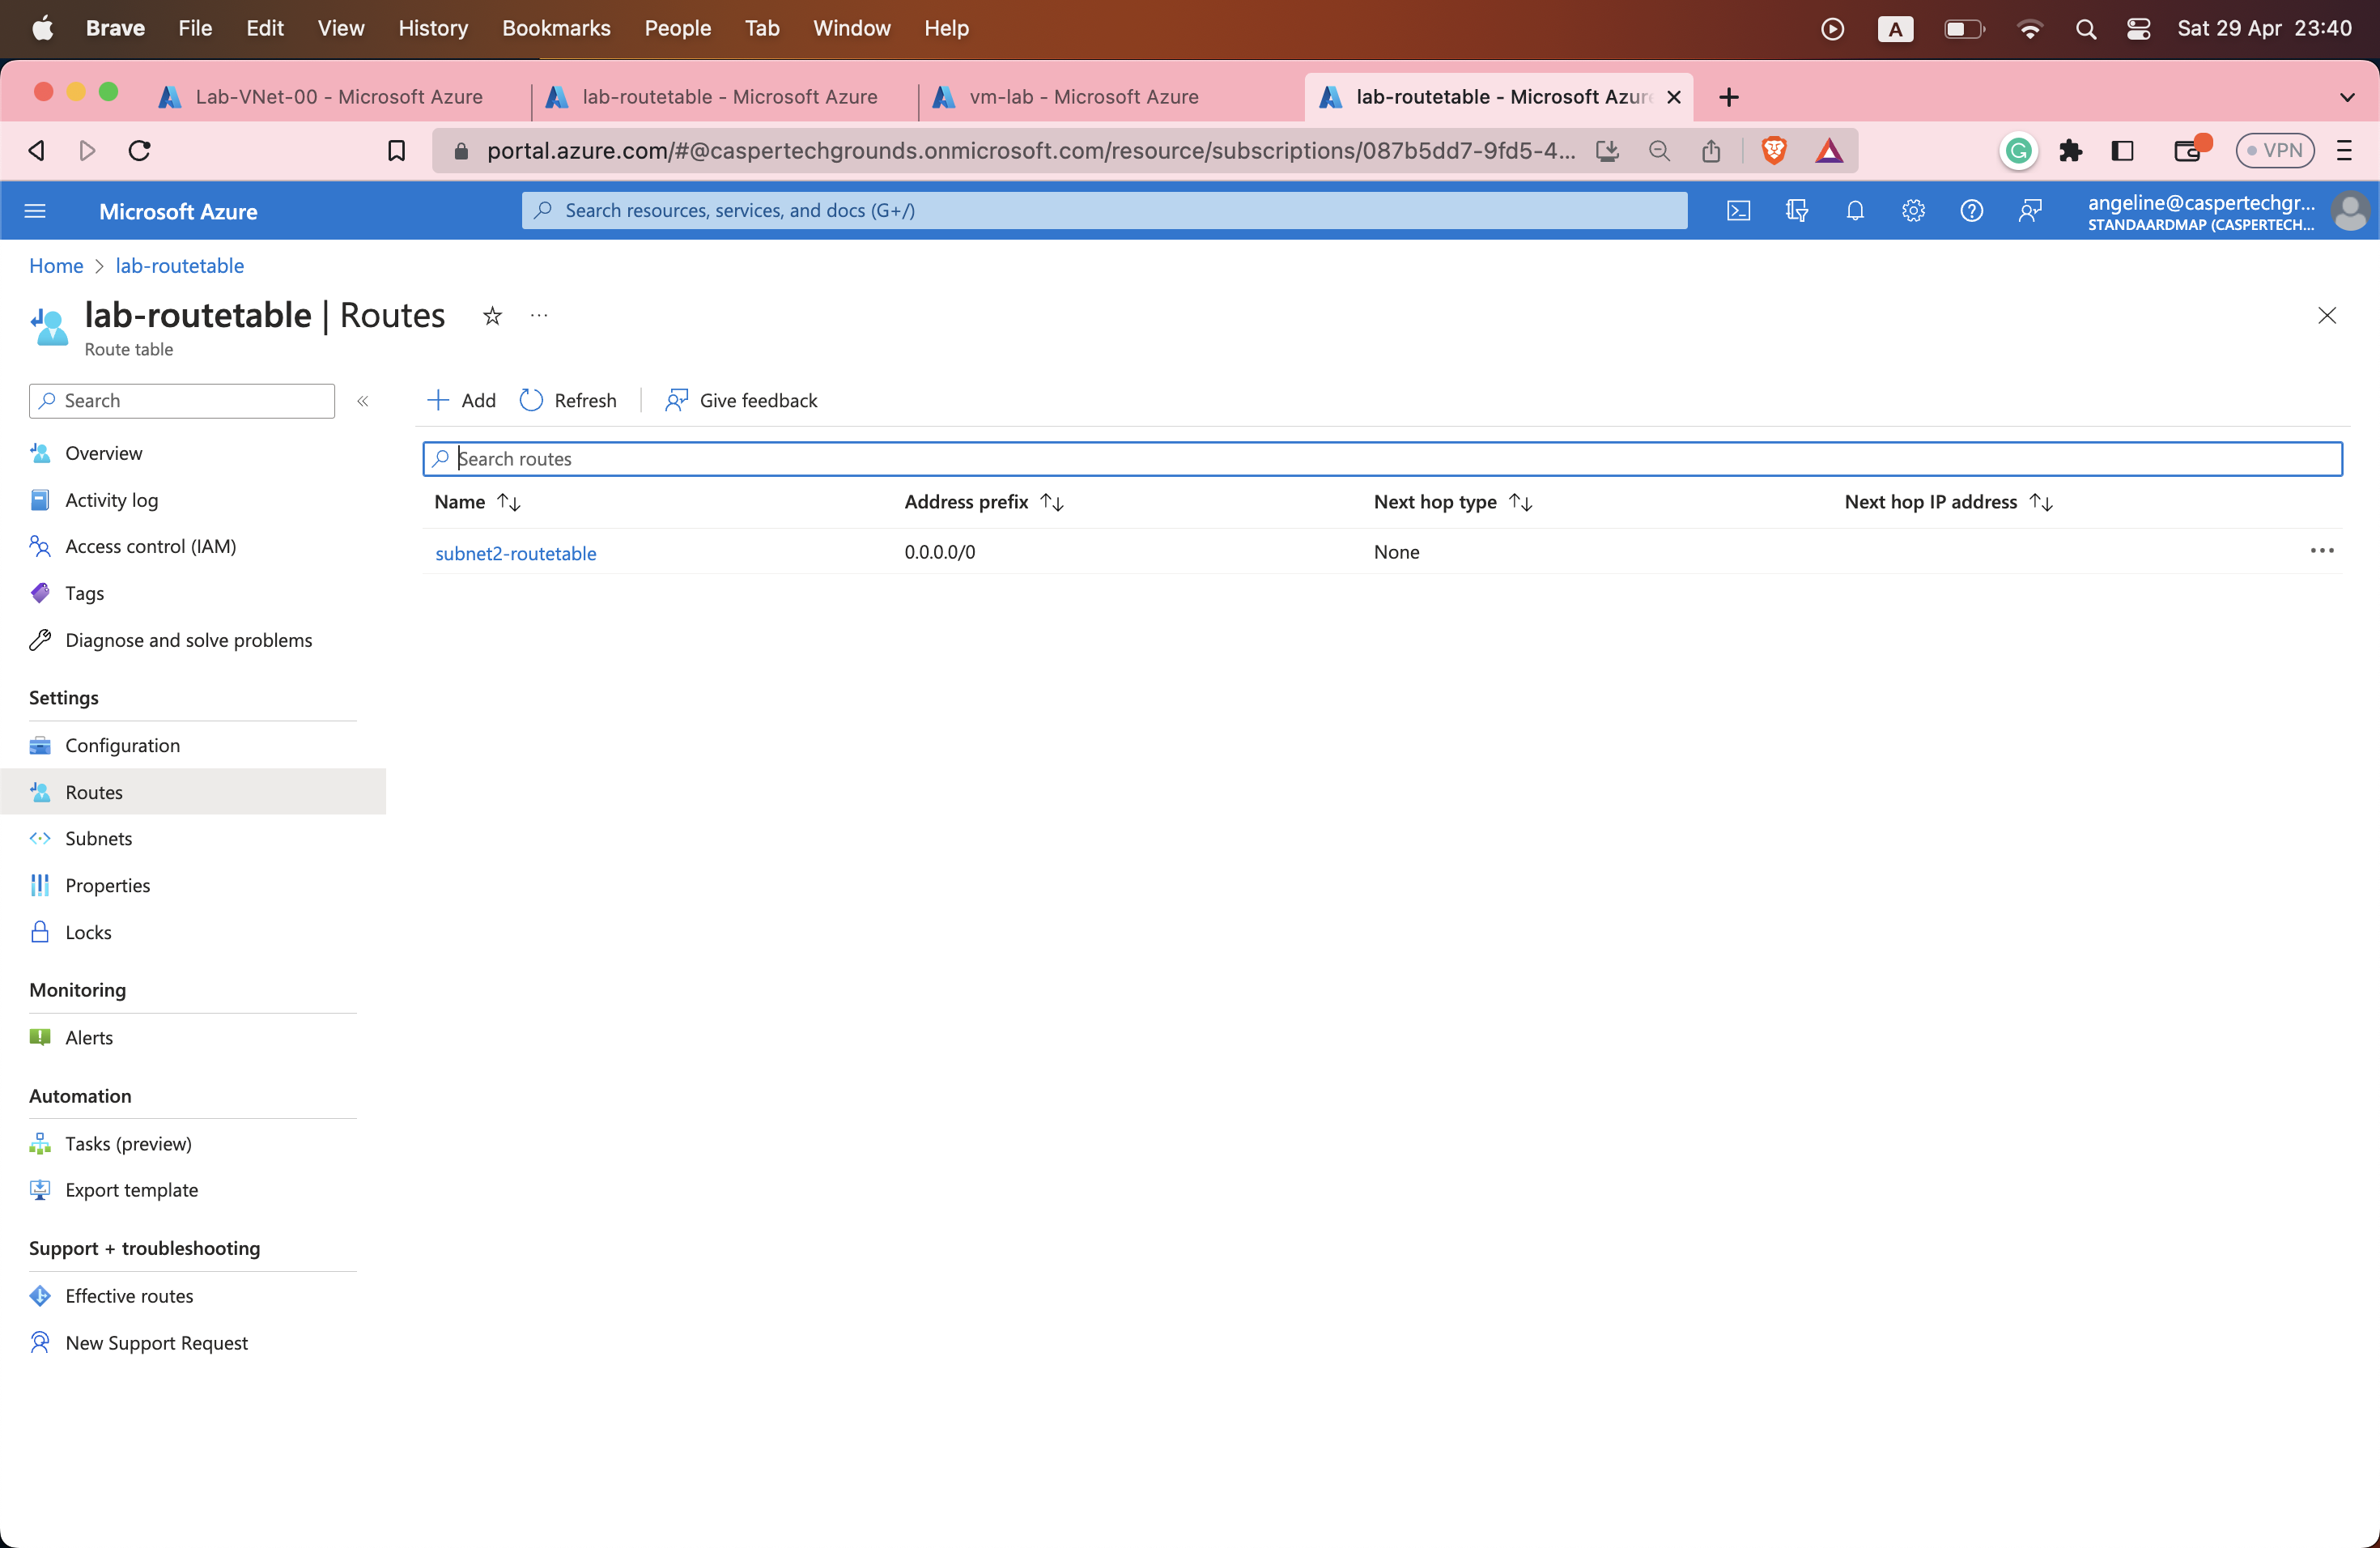 Brave File Edit View History Bookmarks People Tab Window Help A Sat 29 Apr 23:40
Lab-VNet-00 - Microsoft Azure lab-routetable - Microsoft Azure vm-lab - Microsoft Azure lab-routetable - Microsoft Azure
portal.azure.com/#@caspertechgrounds.onmicrosoft.com/resource/subscriptions/087b5dd7-9fd5-4... VPN
Microsoft Azure Search resources, services, and docs (G+/) angeline@caspertechgr...
STANDAARDMAP (CASPERTECH...
Home > lab-routetable
lab-routetable | Routes
Route table
Search « Add Refresh Give feedback
Overview
Search routes
Activity log
Name Address prefix Next hop type Next hop IP address
Access control (IAM)
subnet2-routetable 0.0.0.0/0 None
Tags
Diagnose and solve problems
Settings
Configuration
Routes
Subnets
Properties
Locks
Monitoring
Alerts
Automation
Tasks (preview)
Export template
Support + troubleshooting
Effective routes
New Support Request